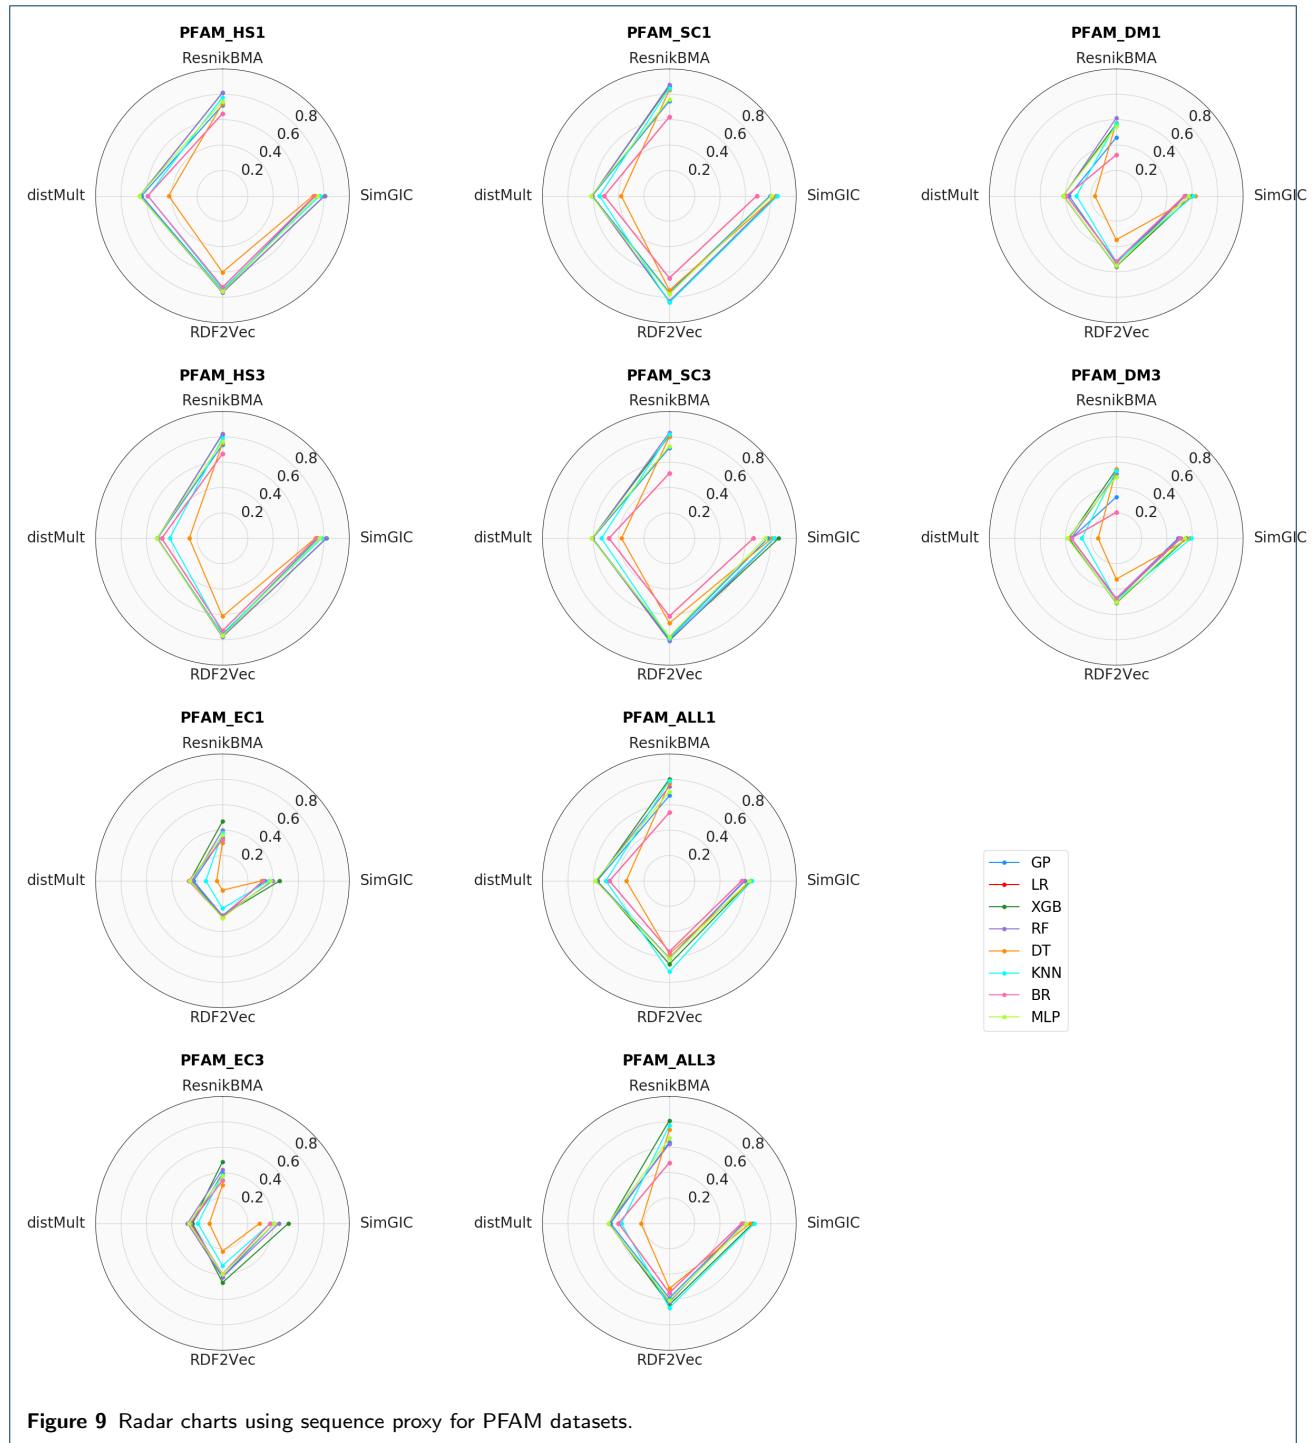 PFAM_HS1
ResnikBMA
0.8
0.6
0.4
0.2
distMult
SimGIC
RDF2Vec
PFAM_SC1
ResnikBMA
0.8
0.6
0.4
0.2
distMult
SimGIC
RDF2Vec
PFAM_DM1
ResnikBMA
0.8
0.6
0.4
0.2
distMult
SimGIC
RDF2Vec
PFAM_HS3
ResnikBMA
0.8
0.6
0.4
0.2
distMult
SimGIC
RDF2Vec
PFAM_SC3
ResnikBMA
0.8
0.6
0.4
0.2
distMult
SimGIC
RDF2Vec
PFAM_DM3
ResnikBMA
0.8
0.6
0.4
0.2
distMult
SimGIC
RDF2Vec
PFAM_EC1
ResnikBMA
0.8
0.6
0.4
0.2
distMult
SimGIC
RDF2Vec
PFAM_ALL1
ResnikBMA
0.8
0.6
0.4
0.2
distMult
SimGIC
RDF2Vec
GP
LR
XGB
RF
DT
KNN
BR
MLP
PFAM_EC3
ResnikBMA
0.8
0.6
0.4
0.2
distMult
SimGIC
RDF2Vec
PFAM_ALL3
ResnikBMA
0.8
0.6
0.4
0.2
distMult
SimGIC
RDF2Vec
Figure 9 Radar charts using sequence proxy for PFAM datasets.